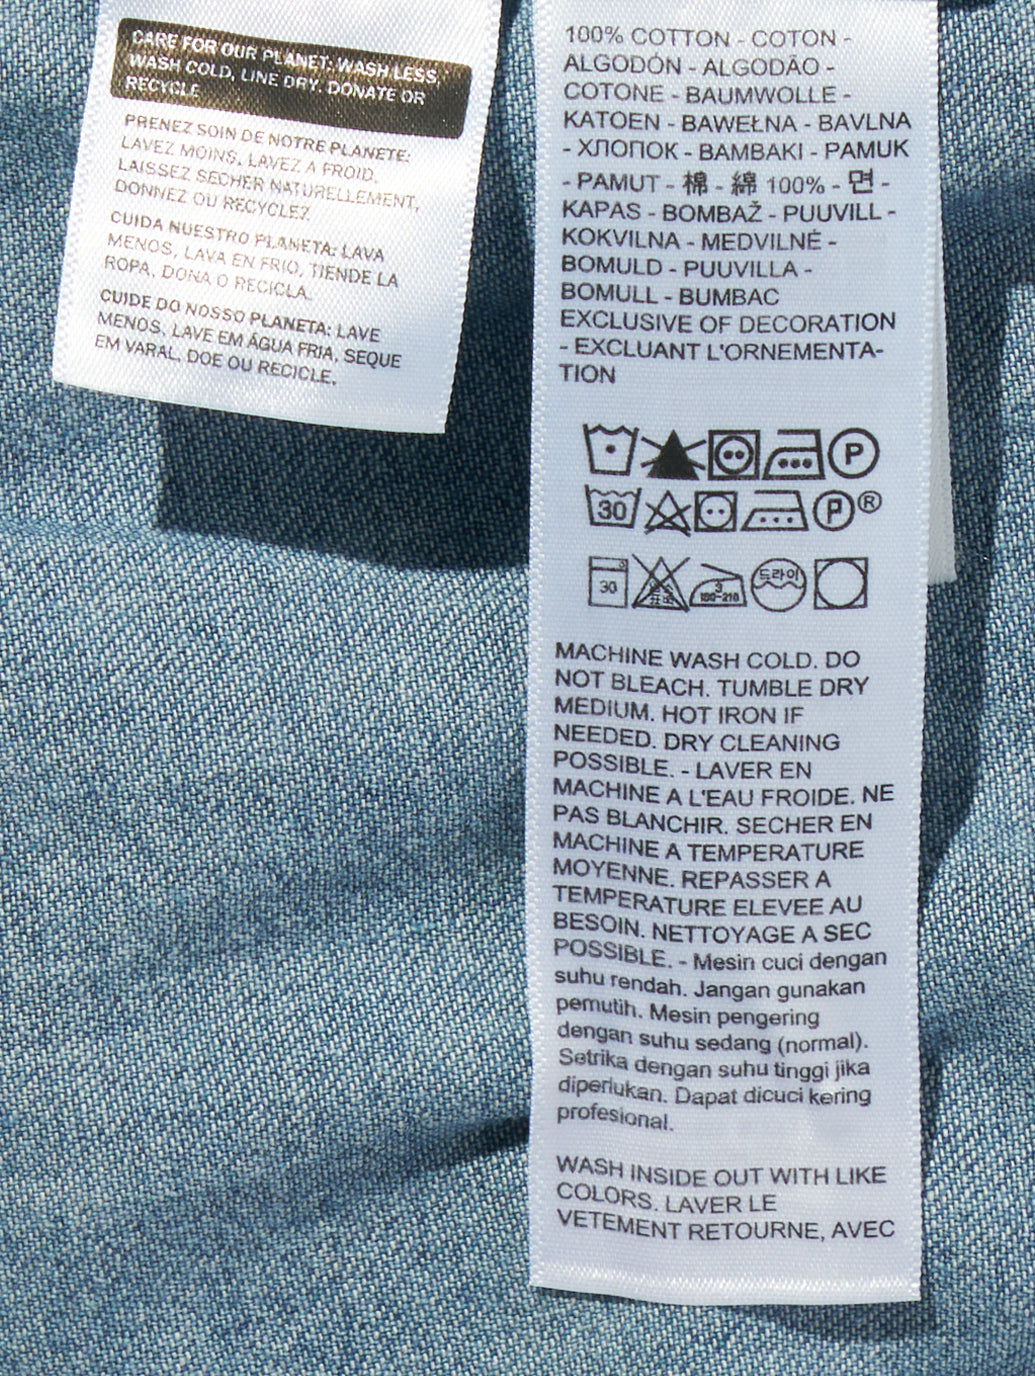 CARE FOR OUR PLANET: WASH LESS,
WASH COLD, LINE DRY, DONATE OR
RECYCLE
PRENEZ SOIN DE NOTRE PLANETE:
LAVEZ MOINS, LAVEZ A FROID,
LAISSEZ SECHER NATURELLEMENT,
DONNEZ OU RECYCLEZ
CUIDA NUESTRO PLANETA: LAVA
MENOS, LAVA EN FRIO, TIENDE LA
ROPA, DONA O RECICLA.
CUIDE DO NOSSO PLANETA: LAVE
MENOS, LAVE EM ÁGUA FRIA, SEQUE
EM VARAL, DOE OU RECICLE.
100% COTTON - COTON -
ALGODÓN - ALGODÃO -
COTONE - BAUMWOLLE -
KATOEN - BAWEŁNA - BAVLNA
- ХЛОПОК - BAMBAKI - PAMUK
- PAMUT - 棉 - 綿 100% - 면 -
KAPAS - BOMBAŽ - PUUVILL -
KOKVILNA - MEDVILNĖ -
BOMULD - PUUVILLA -
BOMULL - BUMBAC
EXCLUSIVE OF DECORATION
- EXCLUANT L'ORNEMENTA-
TION
P
30 P ®
3 30 3 180~210 드라이
MACHINE WASH COLD. DO
NOT BLEACH. TUMBLE DRY
MEDIUM. HOT IRON IF
NEEDED. DRY CLEANING
POSSIBLE. - LAVER EN
MACHINE A L'EAU FROIDE. NE
PAS BLANCHIR. SECHER EN
MACHINE A TEMPERATURE
MOYENNE. REPASSER A
TEMPERATURE ELEVEE AU
BESOIN. NETTOYAGE A SEC
POSSIBLE. - Mesin cuci dengan
suhu rendah. Jangan gunakan
pemutih. Mesin pengering
dengan suhu sedang (normal).
Setrika dengan suhu tinggi jika
diperlukan. Dapat dicuci kering
profesional.
WASH INSIDE OUT WITH LIKE
COLORS. LAVER LE
VETEMENT RETOURNE, AVEC